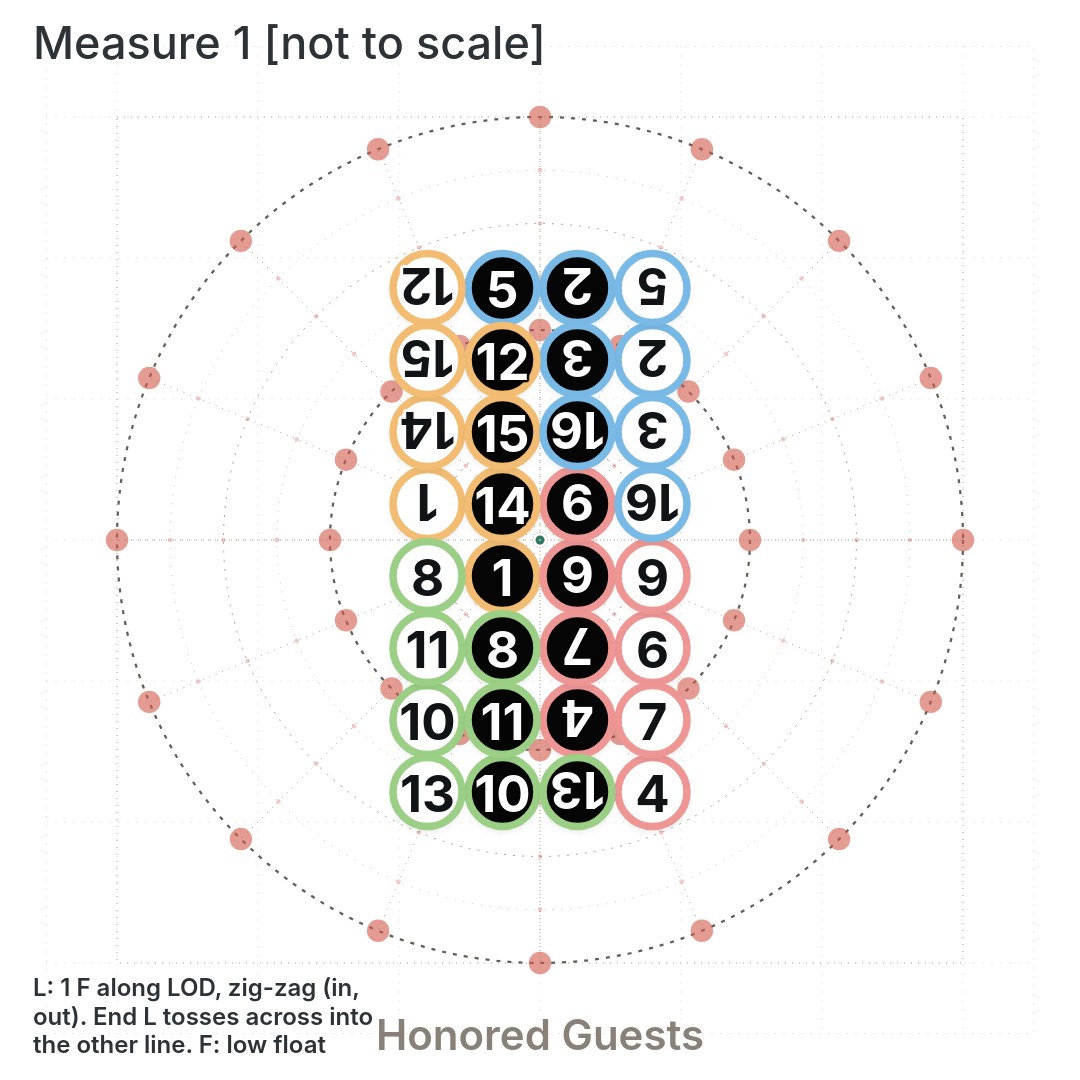 Measure 1 [not to scale]
12 5 2 5
15 12 3 2
14 15 16 3
1 14 9 16
8 1 6 9
11 8 7 6
10 11 4 7
13 10 13 4
L: 1 F along LOD, zig-zag (in,
out). End L tosses across into
the other line. F: low float
Honored Guests